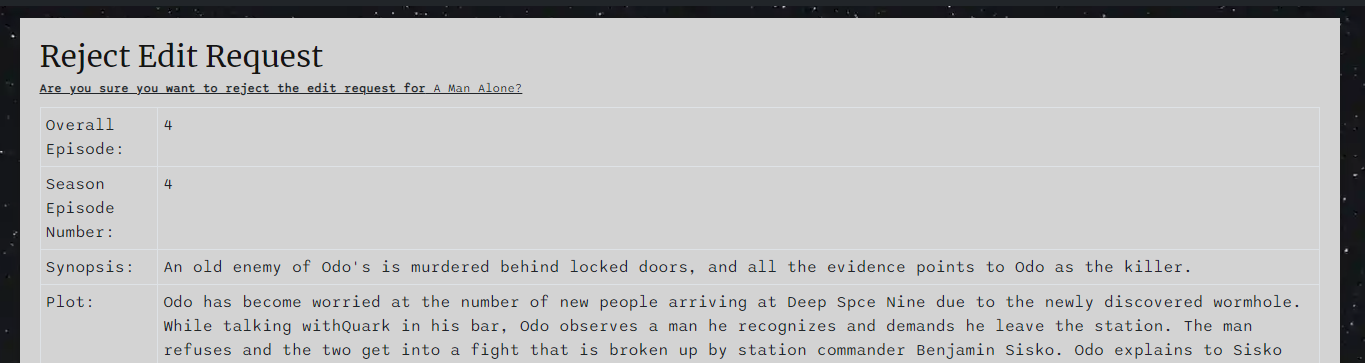 Reject Edit Request
Are you sure you want to reject the edit request for A Man Alone?
Overall Episode:
4
Season Episode Number:
4
Synopsis:
An old enemy of Odo's is murdered behind locked doors, and all the evidence points to Odo as the killer.
Plot:
Odo has become worried at the number of new people arriving at Deep Spce Nine due to the newly discovered wormhole.
While talking withQuark in his bar, Odo observes a man he recognizes and demands he leave the station. The man
refuses and the two get into a fight that is broken up by station commander Benjamin Sisko. Odo explains to Sisko